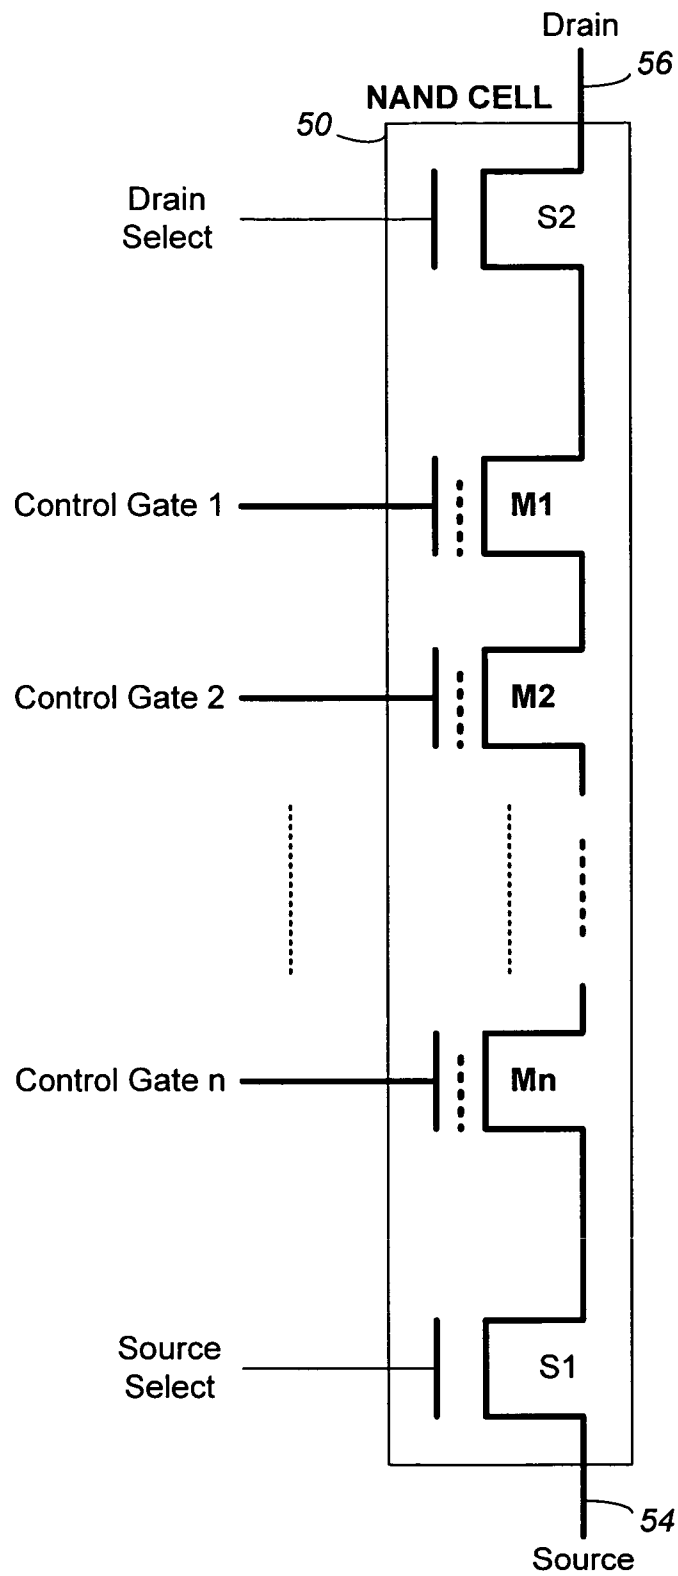 Drain
56
NAND CELL
50
Drain
Select
S2
Control Gate 1
M1
Control Gate 2
M2
Control Gate n
Mn
Source
Select
S1
54
Source